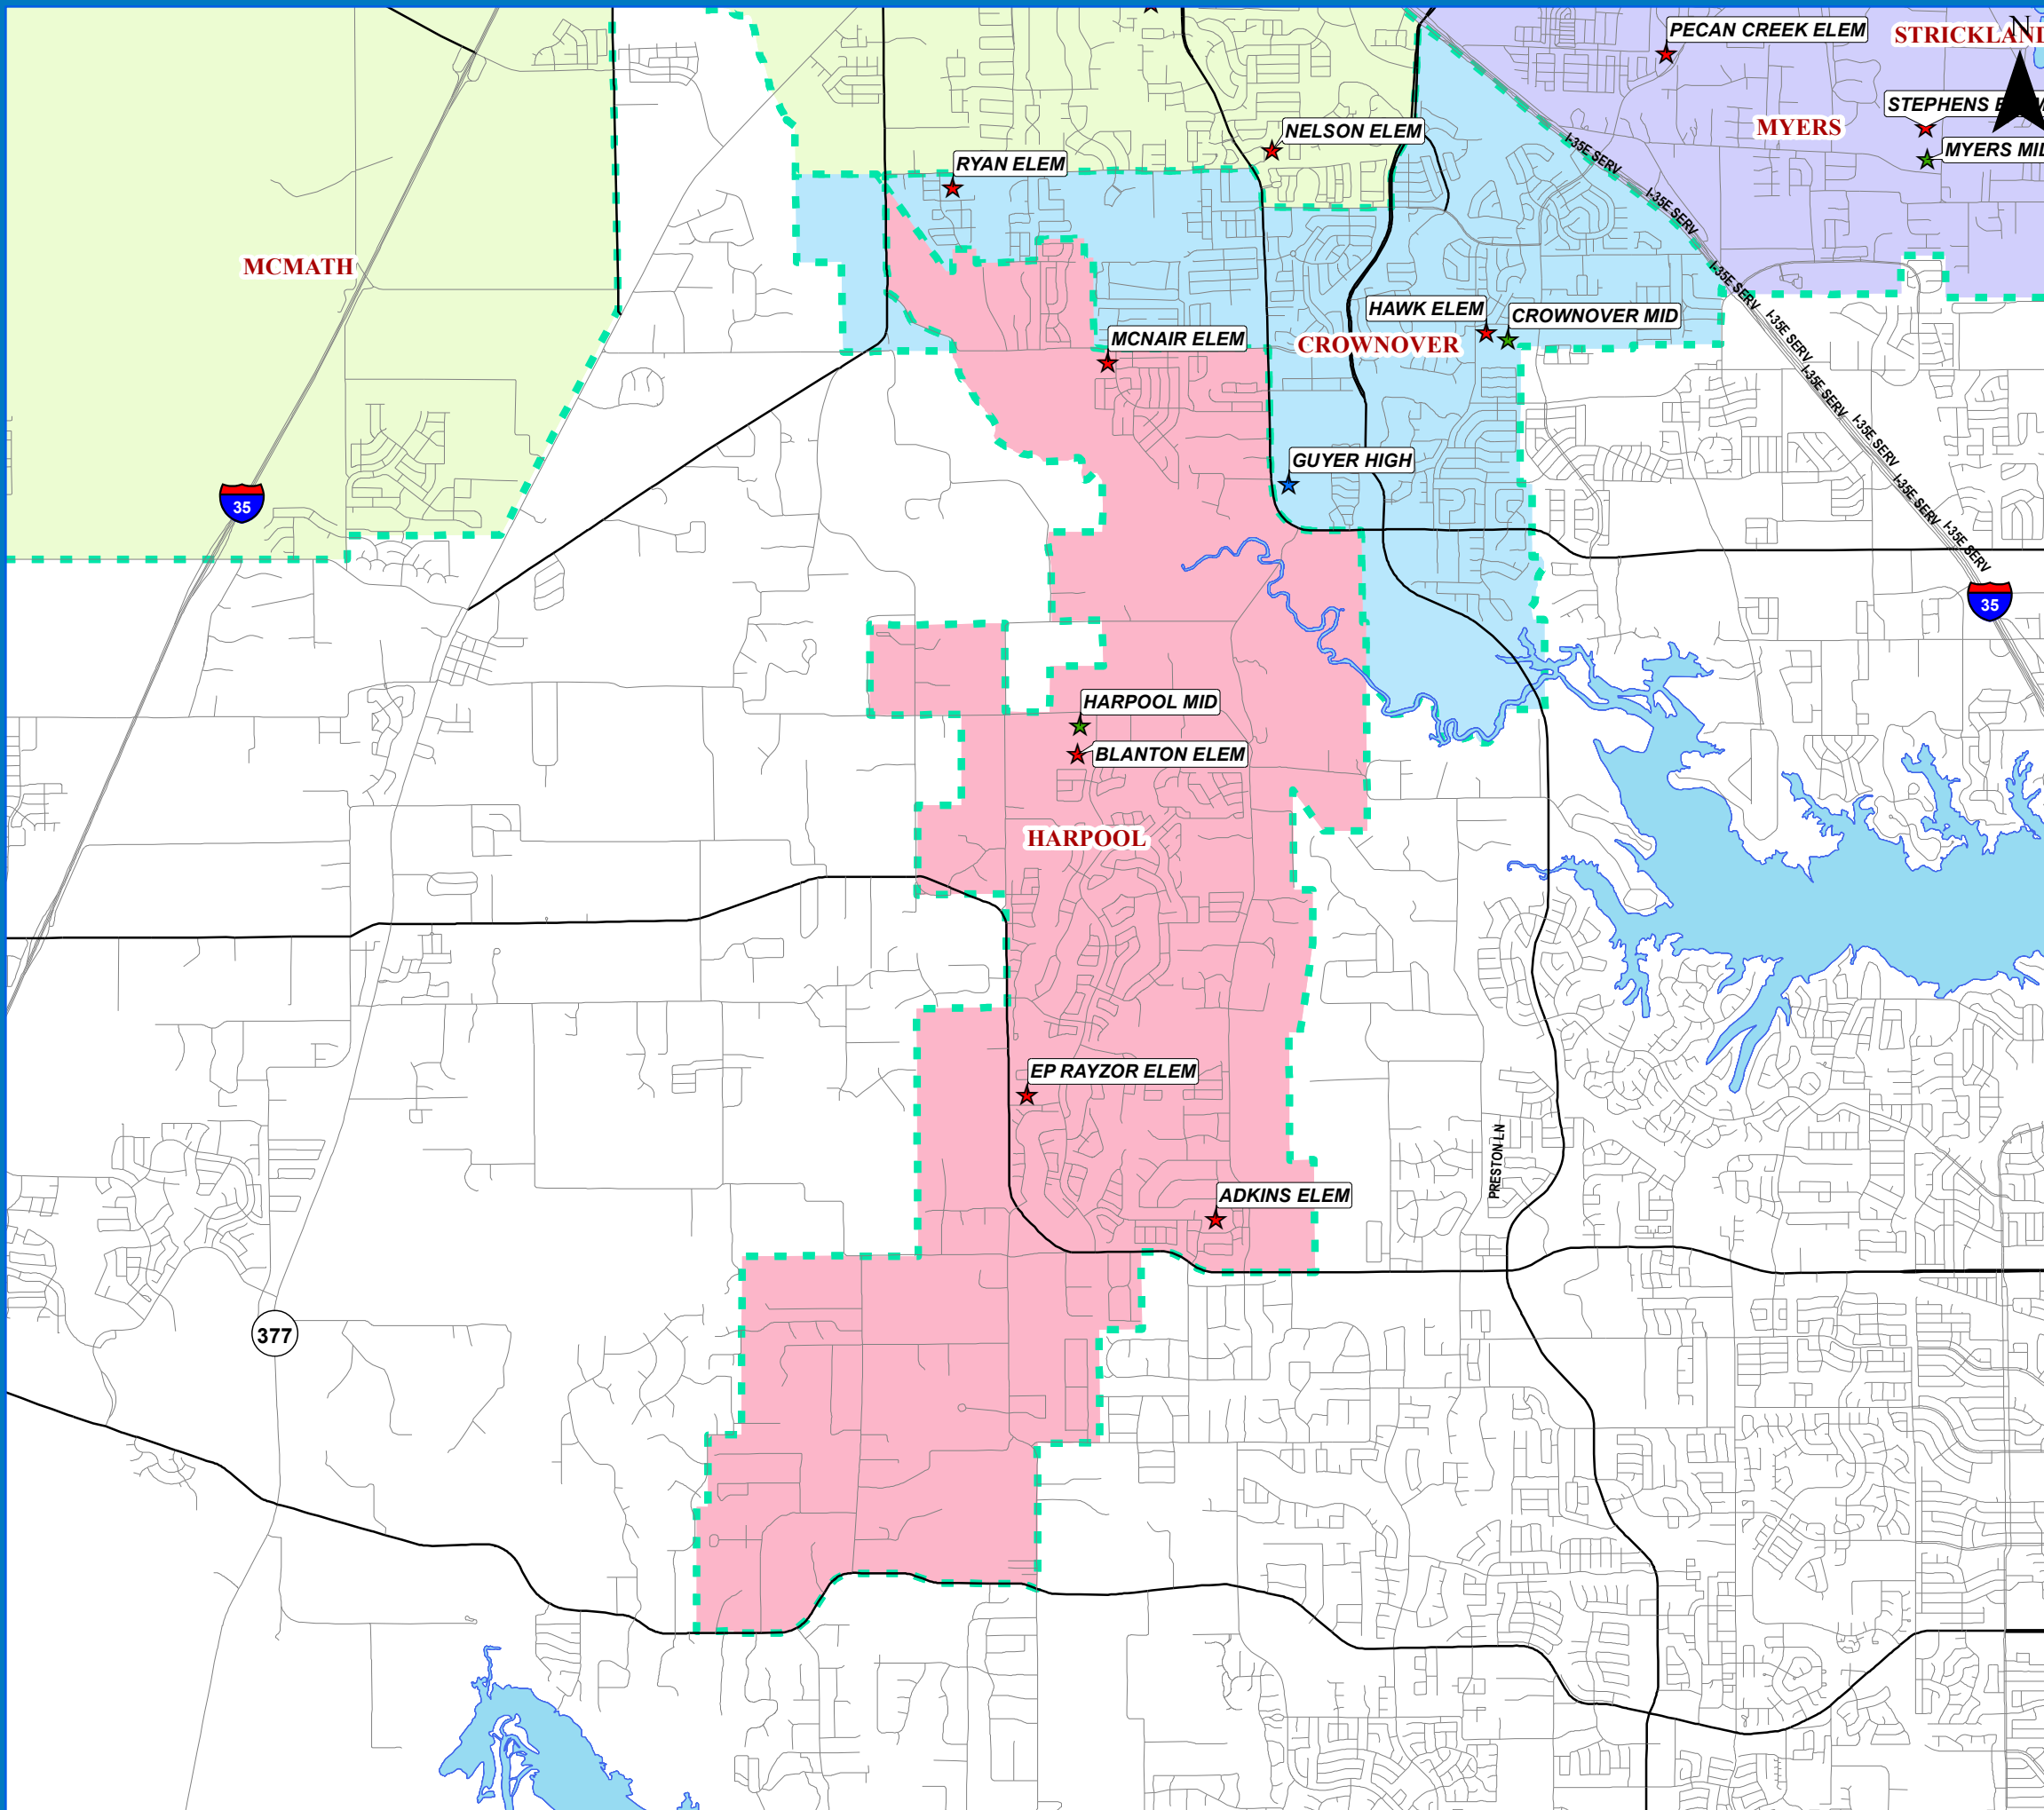 PECAN CREEK ELEM
STRICKLAND
N
STEPHENS E
MYERS
MYERS MID
NELSON ELEM
I-35E SERV
RYAN ELEM
I-35E SERV
MCMATH
I-35E SERV
HAWK ELEM
CROWNOVER MID
I-35E SERV
MCNAIR ELEM
CROWNOVER
I-35E SERV
I-35E SERV
GUYER HIGH
I-35E SERV
35
I-35E SERV
35
HARPOOL MID
BLANTON ELEM
HARPOOL
EP RAYZOR ELEM
PRESTON LN
ADKINS ELEM
377